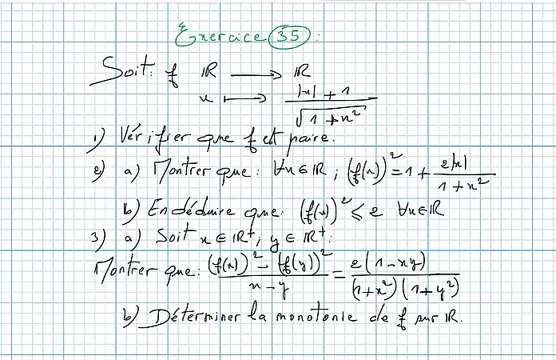 Exercice 35 :
Soit : f ℝ ⟶ ℝ
x ⟼ (|x| + 1) / √(1 + x²)
1) Vérifier que f est paire.
2) a) Montrer que : ∀x ∈ ℝ ; (f(x))² = 1 + 2|x| / (1 + x²)
b) En déduire que : (f(x))² ⩽ 2 ∀x ∈ ℝ
3) a) Soit x ∈ ℝ⁺, y ∈ ℝ⁺ :
Montrer que : ((f(x))² − (f(y))²) / (x − y) = 2(1 − xy) / ((1+x²)(1+y²))
b) Déterminer la monotonie de f sur ℝ.